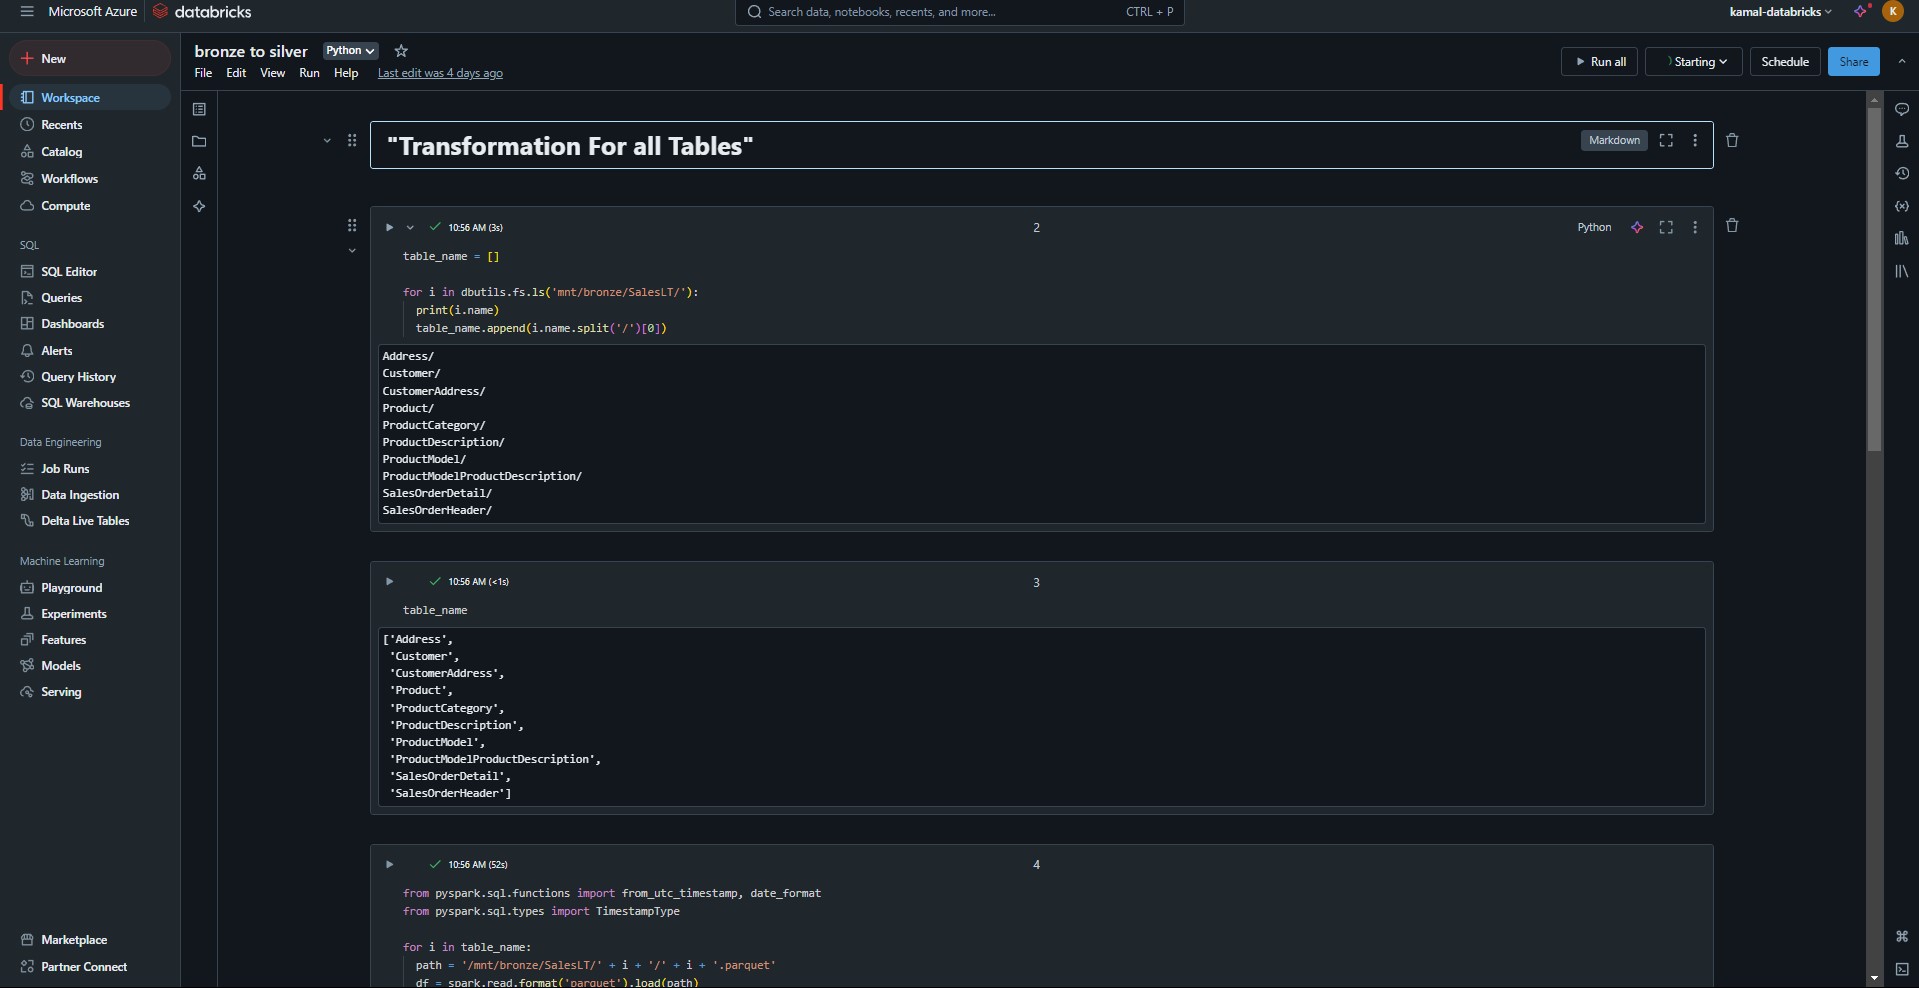 Microsoft Azure
databricks
Search data, notebooks, recents, and more...
CTRL + P
kamal-databricks
K
New
Workspace
Recents
Catalog
Workflows
Compute
SQL
SQL Editor
Queries
Dashboards
Alerts
Query History
SQL Warehouses
Data Engineering
Job Runs
Data Ingestion
Delta Live Tables
Machine Learning
Playground
Experiments
Features
Models
Serving
Marketplace
Partner Connect
bronze to silver
Python
File Edit View Run Help Last edit was 4 days ago
Run all
Starting
Schedule
Share
"Transformation For all Tables"
Markdown
10:56 AM (3s)
2
Python
table_name = []
for i in dbutils.fs.ls('mnt/bronze/SalesLT/'):
print(i.name)
table_name.append(i.name.split('/')[0])
Address/
Customer/
CustomerAddress/
Product/
ProductCategory/
ProductDescription/
ProductModel/
ProductModelProductDescription/
SalesOrderDetail/
SalesOrderHeader/
10:56 AM (<1s)
3
table_name
['Address',
'Customer',
'CustomerAddress',
'Product',
'ProductCategory',
'ProductDescription',
'ProductModel',
'ProductModelProductDescription',
'SalesOrderDetail',
'SalesOrderHeader']
10:56 AM (52s)
4
from pyspark.sql.functions import from_utc_timestamp, date_format
from pyspark.sql.types import TimestampType
for i in table_name:
path = '/mnt/bronze/SalesLT/' + i + '/' + i + '.parquet'
df = spark.read.format('parquet').load(path)